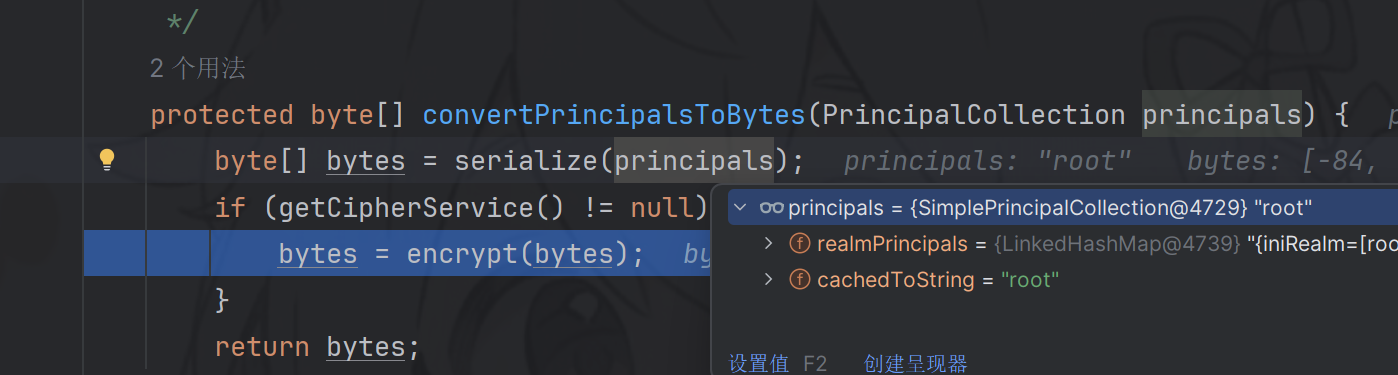 */
2 个用法
protected byte[] convertPrincipalsToBytes(PrincipalCollection principals) {
byte[] bytes = serialize(principals); principals: "root" bytes: [-84,
if (getCipherService() != null)
principals = {SimplePrincipalCollection@4729} "root"
bytes = encrypt(bytes);
realmPrincipals = {LinkedHashMap@4739} "{iniRealm=[roo
}
cachedToString = "root"
return bytes;
设置值 F2 创建呈现器